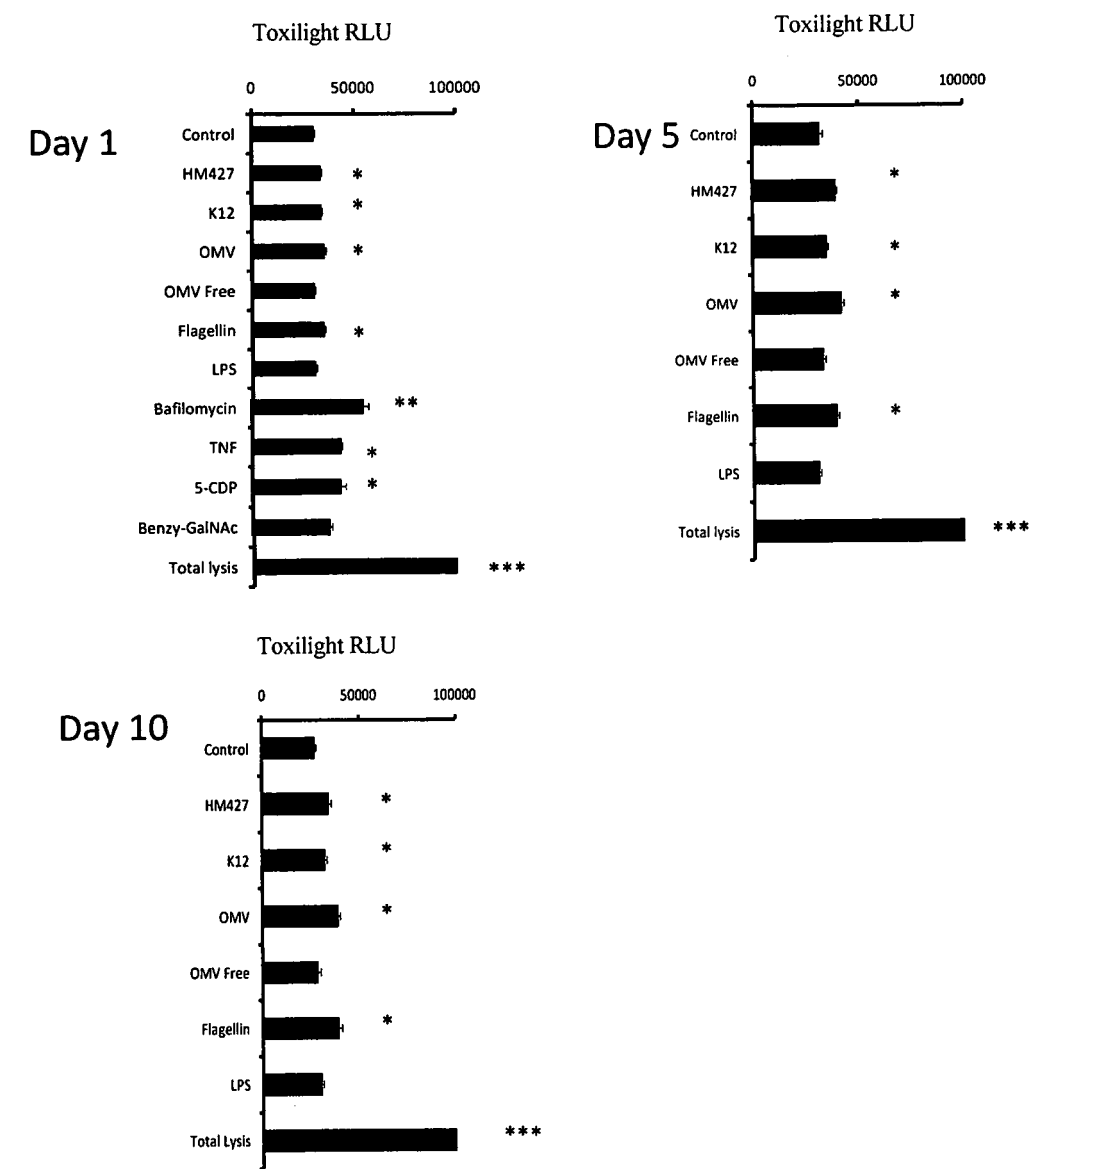 Toxilight RLU
0 50000 100000
Day 1
Control
HM427 *
K12 *
OMV *
OMV Free
Flagellin *
LPS
Bafilomycin **
TNF *
5-CDP *
Benzy-GalNAc
Total lysis ***
Toxilight RLU
0 50000 100000
Day 5
Control
HM427 *
K12 *
OMV *
OMV Free
Flagellin *
LPS
Total lysis ***
Toxilight RLU
0 50000 100000
Day 10
Control
HM427 *
K12 *
OMV *
OMV Free
Flagellin *
LPS
Total Lysis ***